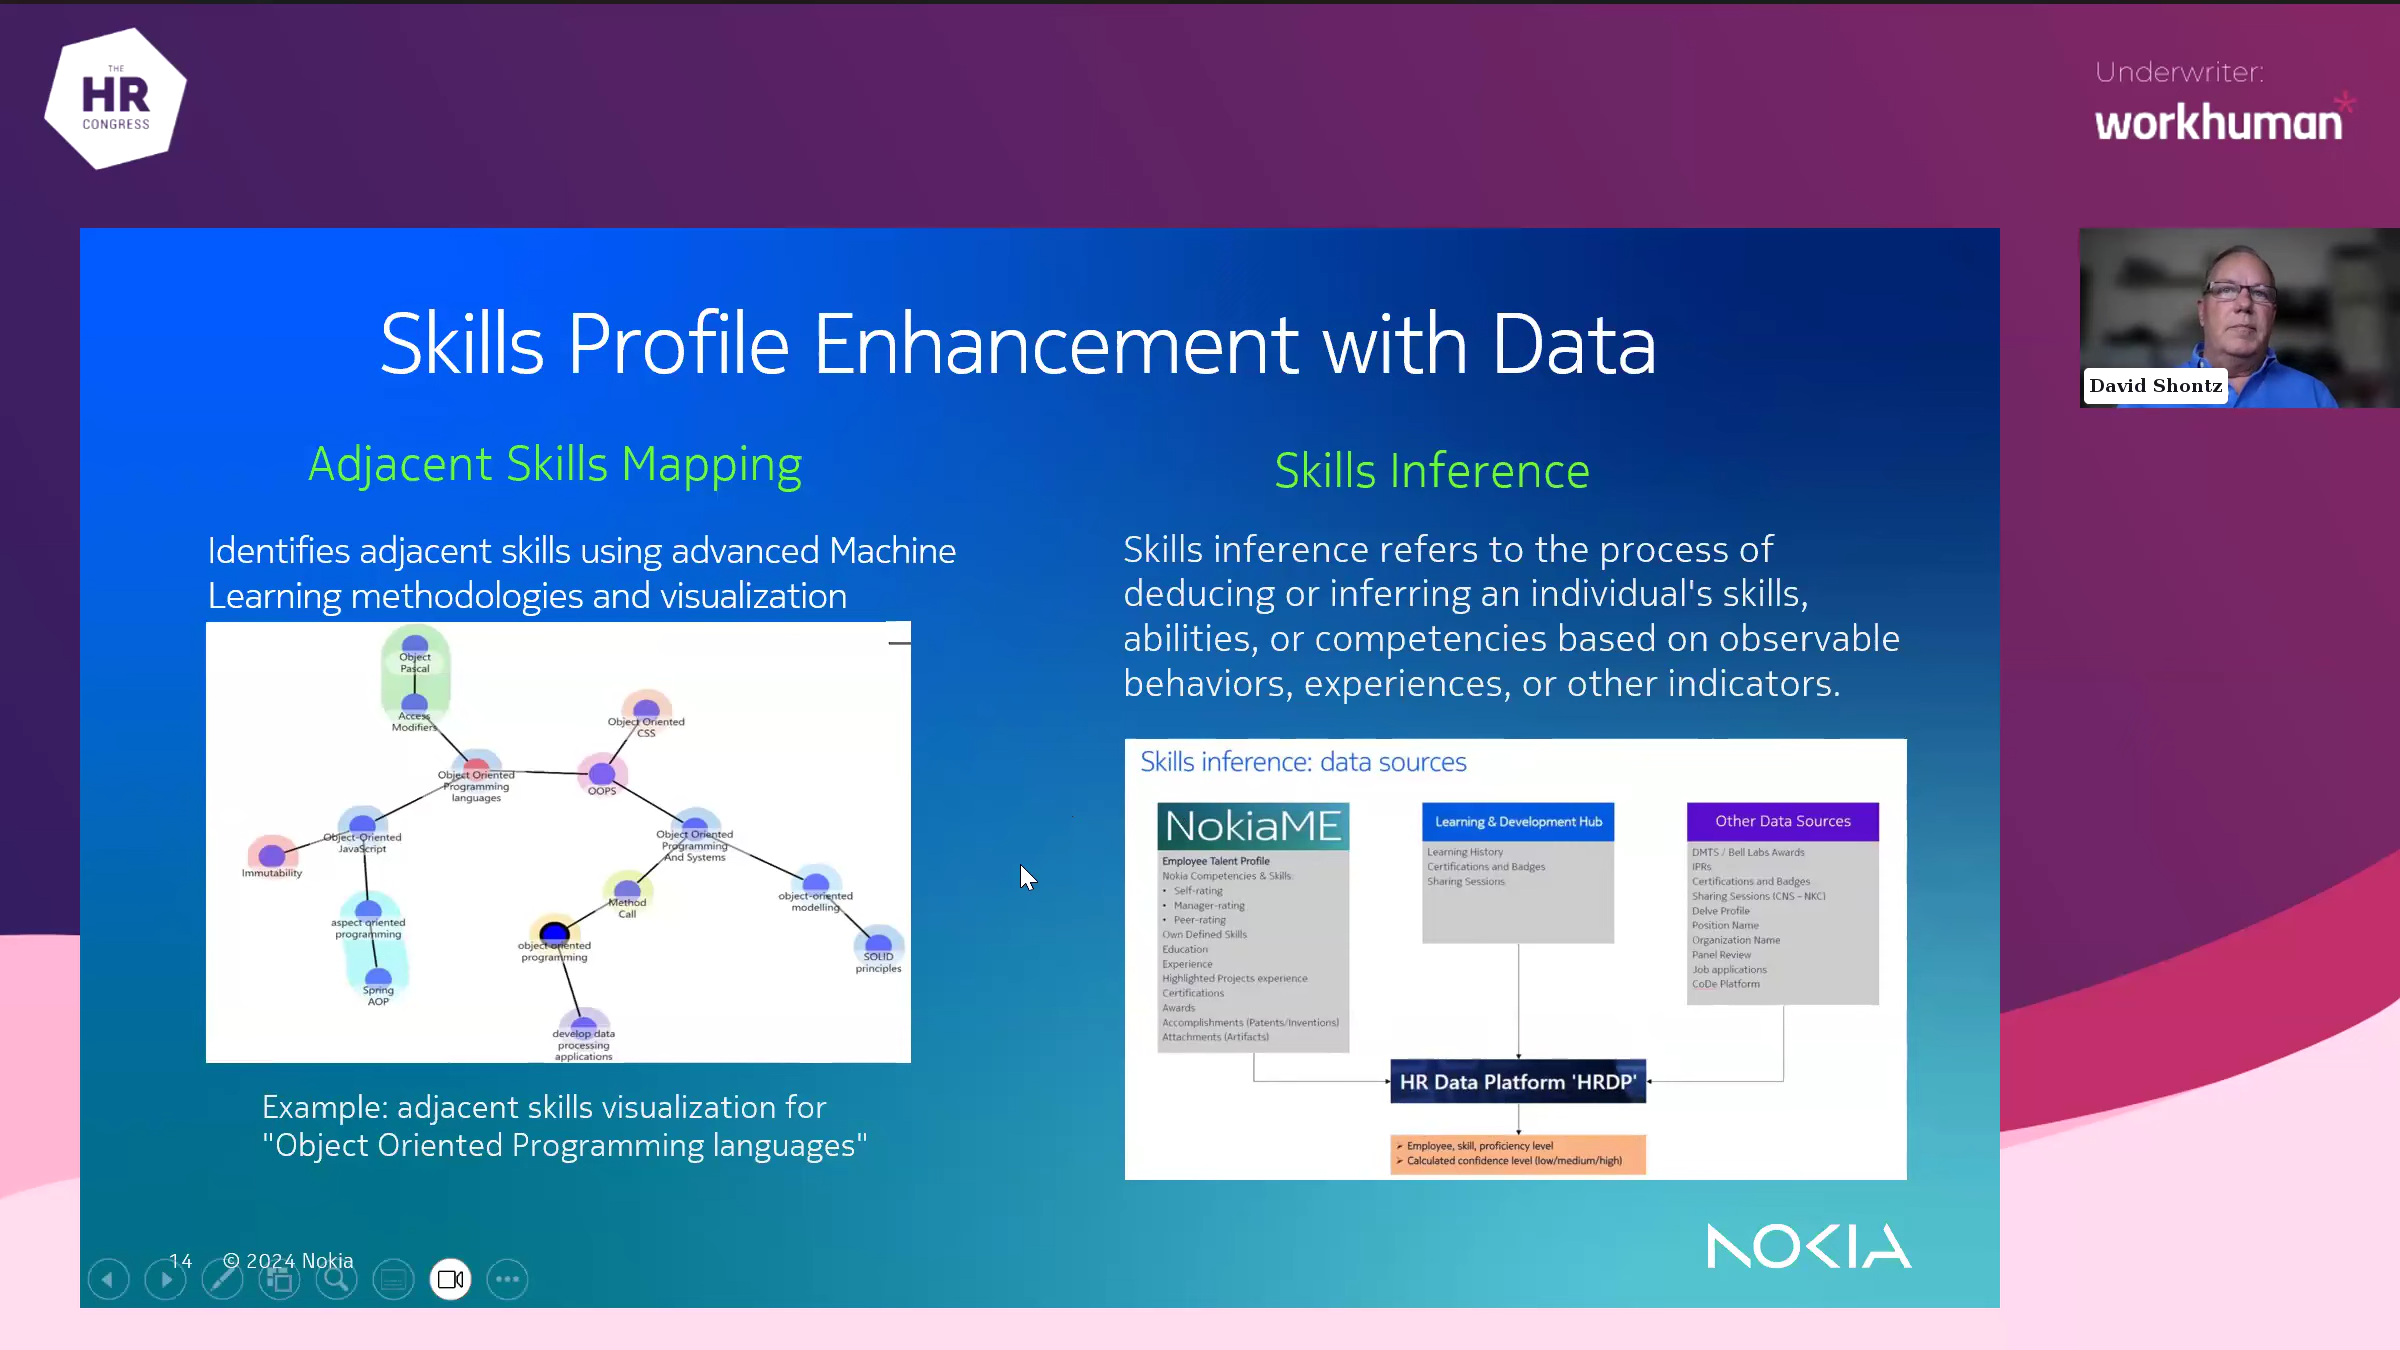 THE
HR
CONGRESS
Underwriter:
workhuman*
David Shontz
Skills Profile Enhancement with Data
Adjacent Skills Mapping
Identifies adjacent skills using advanced Machine
Learning methodologies and visualization
Object
Pascal
Access
Modifiers
Object Oriented
CSS
Object Oriented
Programming
languages
OOPS
Object-Oriented
JavaScript
Object Oriented
Programming
And Systems
Immutability
Method
Call
object-oriented
modelling
aspect oriented
programming
object oriented
programming
SOLID
principles
Spring
AOP
develop data
processing
applications
Example: adjacent skills visualization for
"Object Oriented Programming languages"
Skills Inference
Skills inference refers to the process of
deducing or inferring an individual's skills,
abilities, or competencies based on observable
behaviors, experiences, or other indicators.
Skills inference: data sources
NokiaME
Employee Talent Profile
Nokia Competencies & Skills:
• Self-rating
• Manager-rating
• Peer-rating
Own Defined Skills
Education
Experience
Highlighted Projects experience
Certifications
Awards
Accomplishments (Patents/Inventions)
Attachments (Artifacts)
Learning & Development Hub
Learning History
Certifications and Badges
Sharing Sessions
Other Data Sources
DMTS / Bell Labs Awards
IPRs
Certifications and Badges
Sharing Sessions (CNS – NKC)
Delve Profile
Position Name
Organization Name
Panel Review
Job applications
CoDe Platform
HR Data Platform 'HRDP'
➢ Employee, skill, proficiency level
➢ Calculated confidence level (low/medium/high)
14 © 2024 Nokia
NOKIA